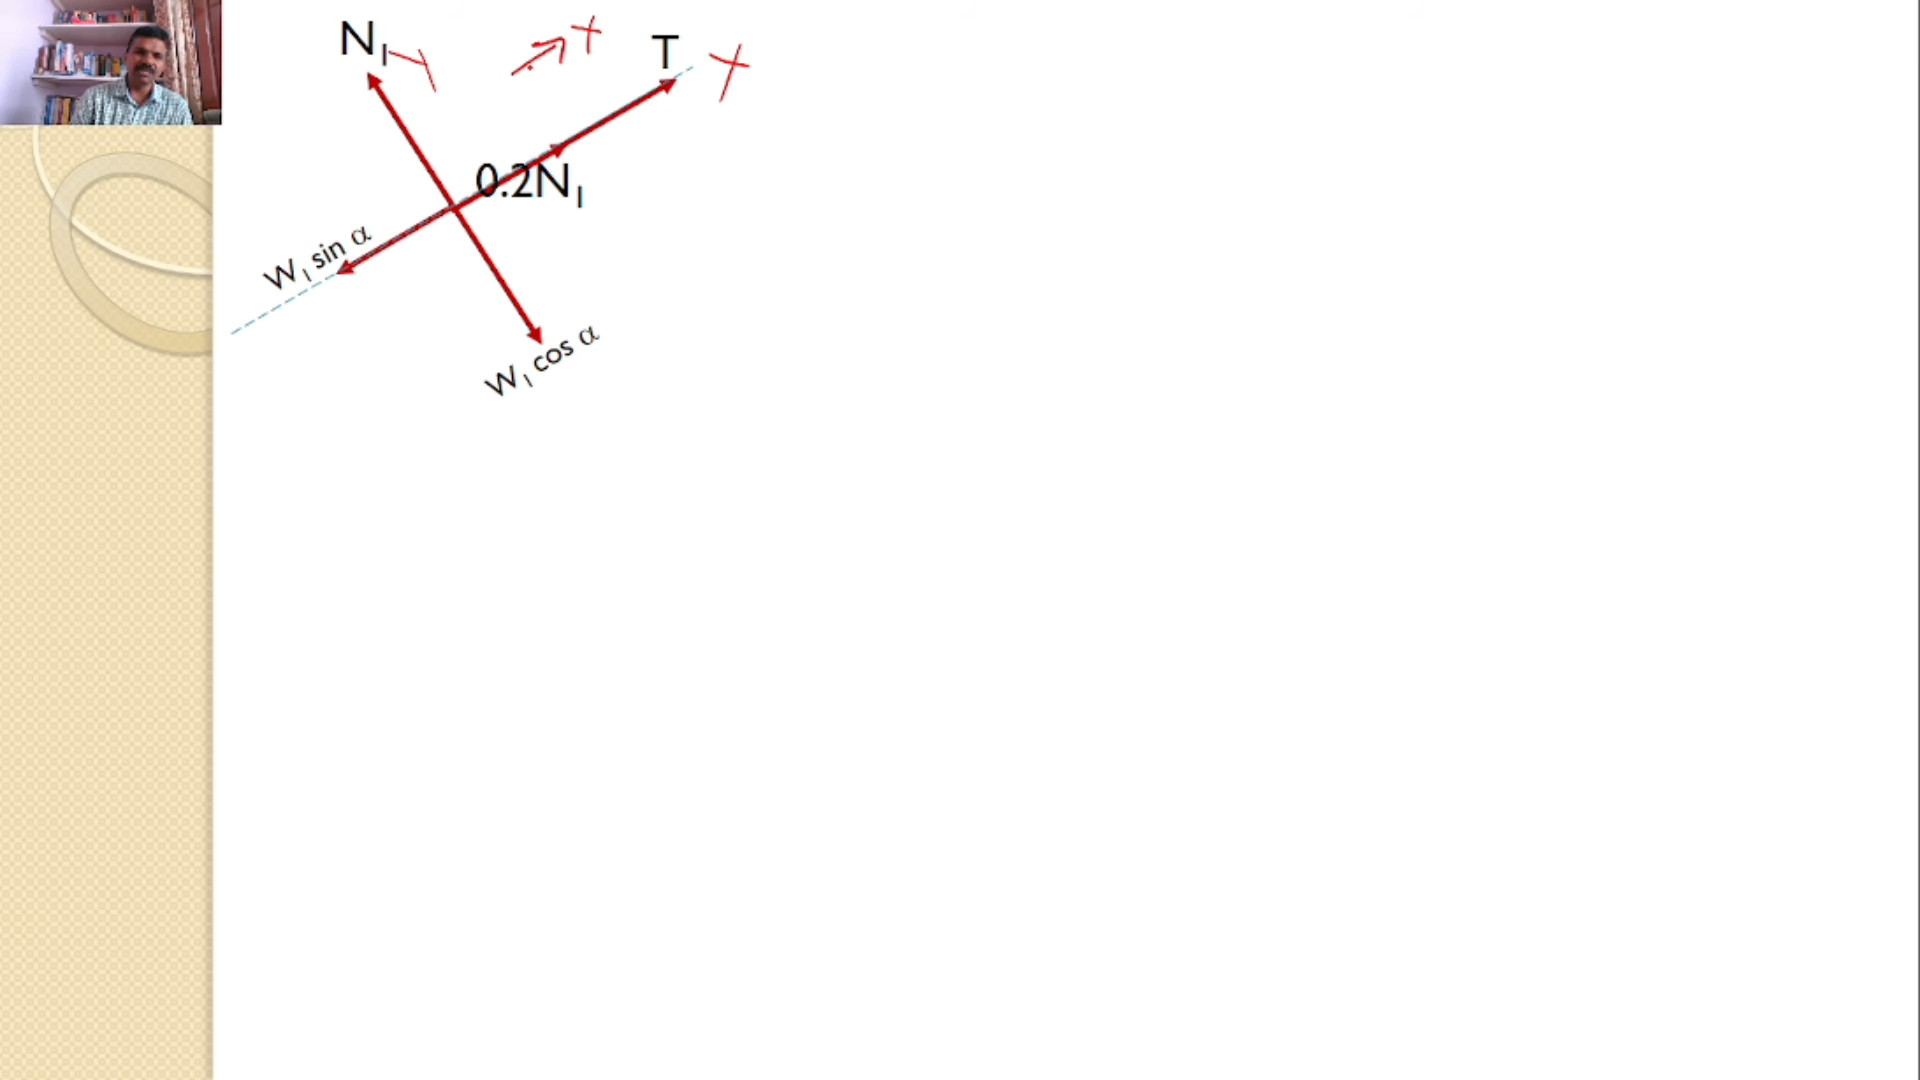 N₁ Y
X
T X
0.2N₁
W₁ sin α
W₁ cos α